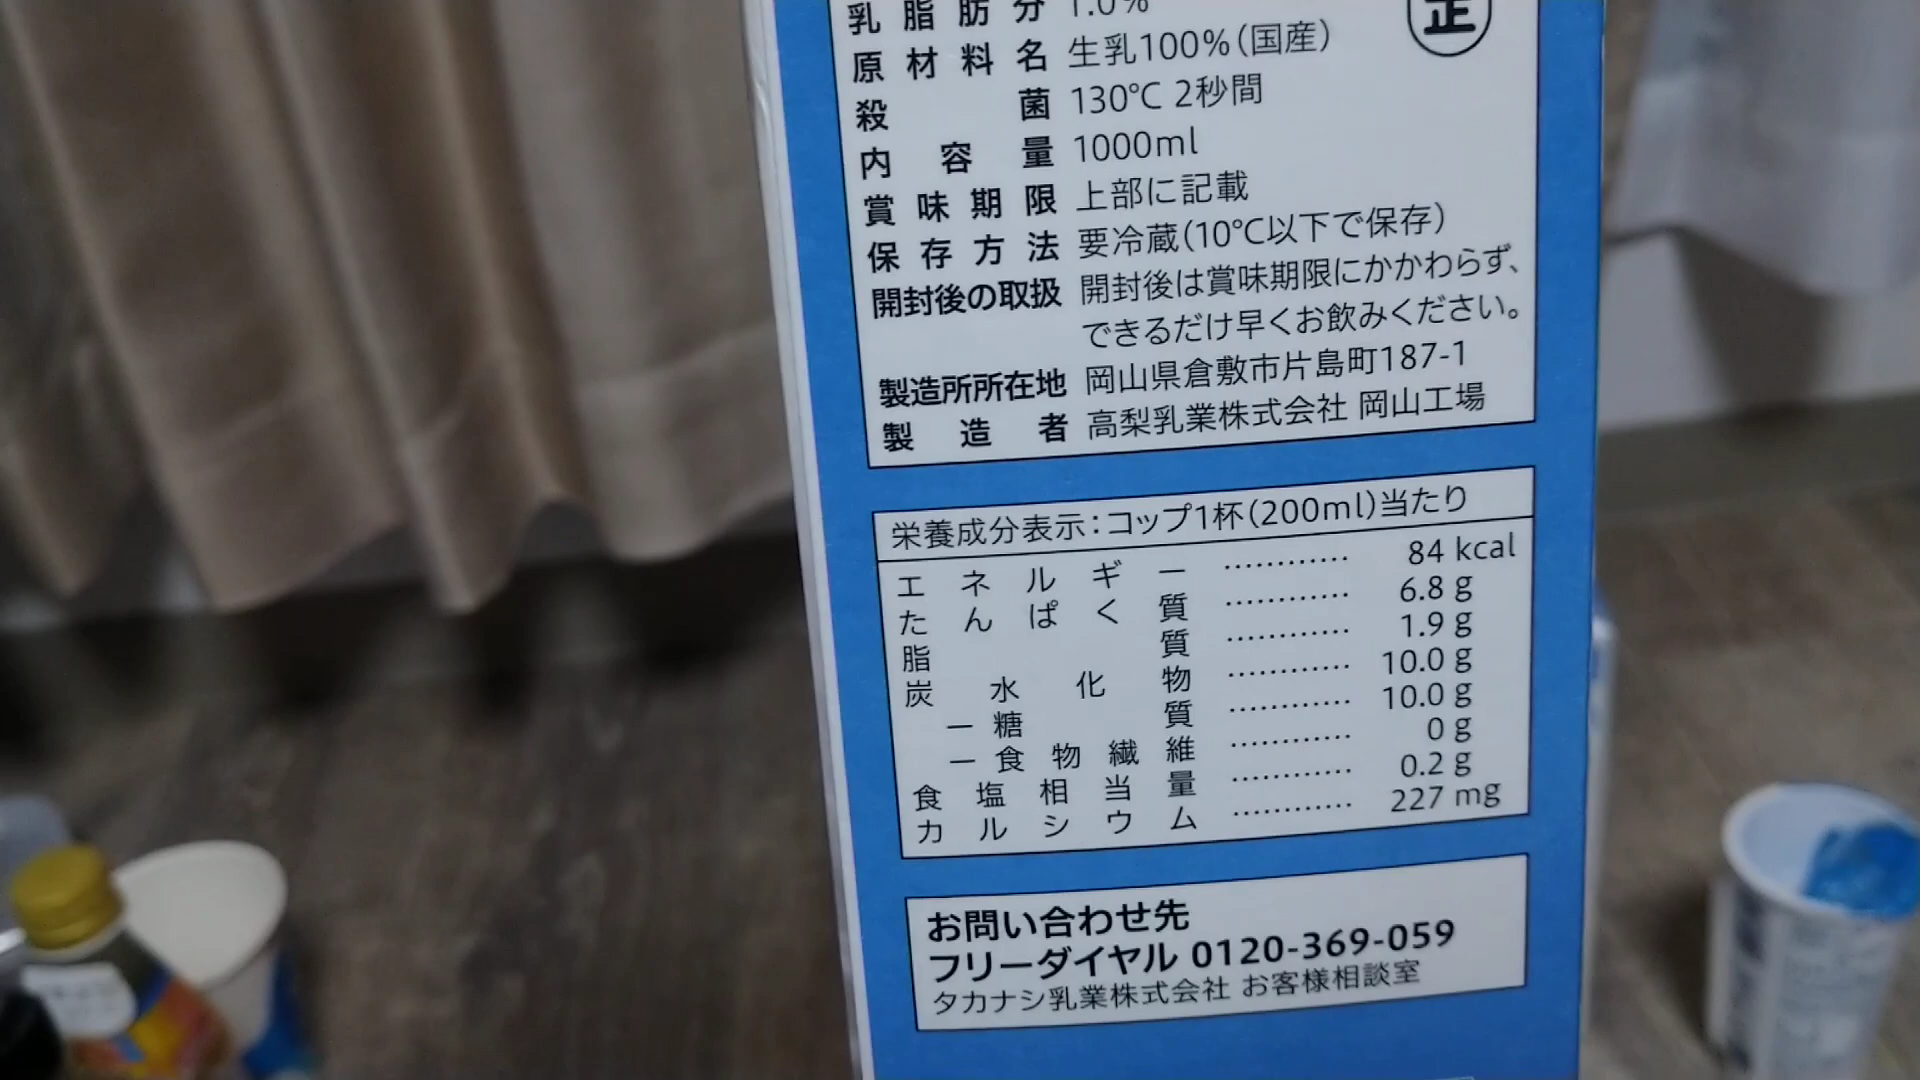 乳脂肪分 1.0%
正
原材料名 生乳100%(国産)
殺菌 130℃ 2秒間
内容量 1000ml
賞味期限 上部に記載
保存方法 要冷蔵(10℃以下で保存)
開封後の取扱 開封後は賞味期限にかかわらず、
できるだけ早くお飲みください。
製造所所在地 岡山県倉敷市片島町187-1
製造者 高梨乳業株式会社 岡山工場
栄養成分表示:コップ1杯(200ml)当たり
エネルギー ………… 84 kcal
たんぱく質 ………… 6.8 g
脂質 ………… 1.9 g
炭水化物 ………… 10.0 g
ー糖質 ………… 10.0 g
ー食物繊維 ………… 0 g
食塩相当量 ………… 0.2 g
カルシウム ………… 227 mg
お問い合わせ先
フリーダイヤル 0120-369-059
タカナシ乳業株式会社 お客様相談室